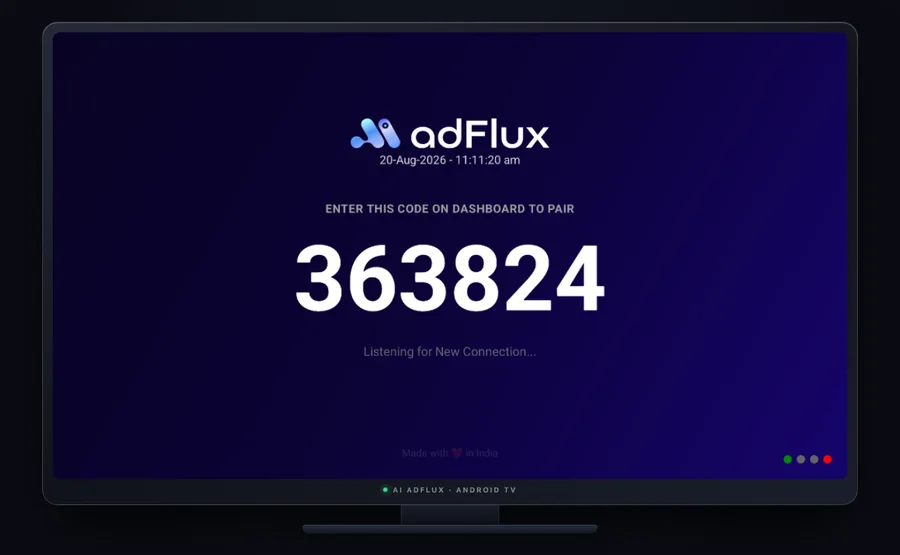 adFlux
20-Aug-2026 - 11:11:20 am
ENTER THIS CODE ON DASHBOARD TO PAIR
363824
Listening for New Connection...
Made with ❤️ in India
AI ADFLUX · ANDROID TV